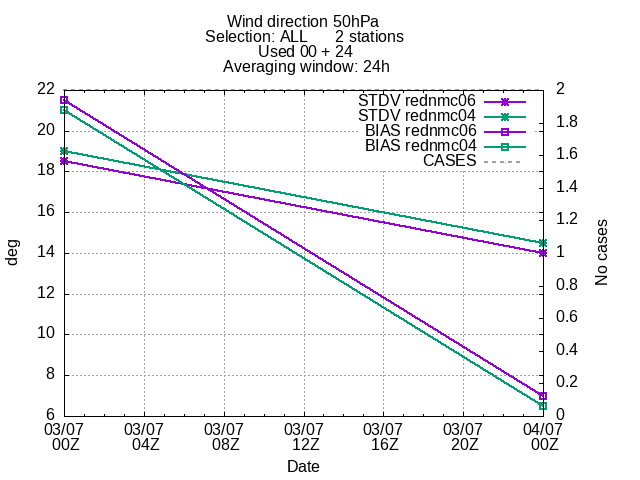 Wind direction 50hPa
Selection: ALL 2 stations
Used 00 + 24
Averaging window: 24h
22
20
18
16
14
12
10
8
6
deg
2
1.8
1.6
1.4
1.2
1
0.8
0.6
0.4
0.2
0
No cases
STDV rednmc06
STDV rednmc04
BIAS rednmc06
BIAS rednmc04
CASES
03/07 03/07 03/07 03/07 03/07 03/07 04/07
00Z 04Z 08Z 12Z 16Z 20Z 00Z
Date